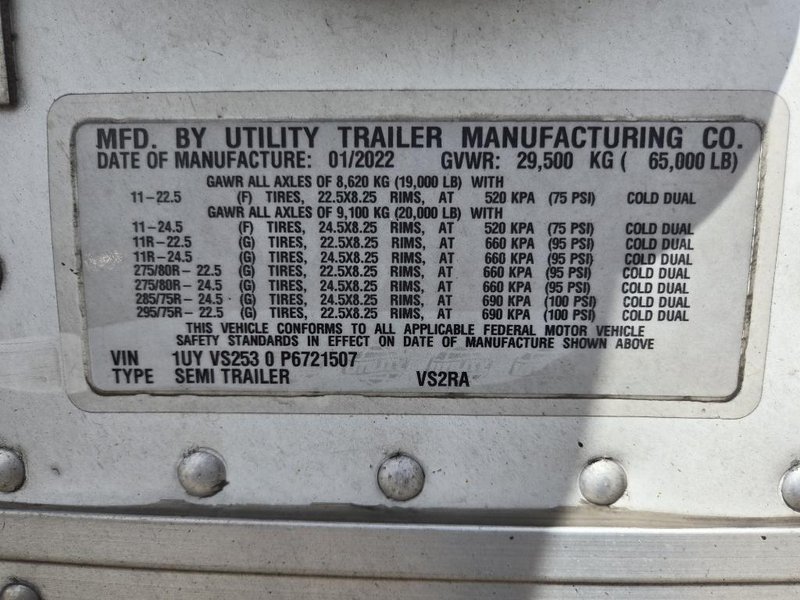 MFD. BY UTILITY TRAILER MANUFACTURING CO.
DATE OF MANUFACTURE: 01/2022 GVWR: 29,500 KG ( 65,000 LB)
GAWR ALL AXLES OF 8,620 KG (19,000 LB) WITH
11-22.5 (F) TIRES, 22.5X8.25 RIMS, AT 520 KPA (75 PSI) COLD DUAL
GAWR ALL AXLES OF 9,100 KG (20,000 LB) WITH
11-24.5 (F) TIRES, 24.5X8.25 RIMS, AT 520 KPA (75 PSI) COLD DUAL
11R-22.5 (G) TIRES, 22.5X8.25 RIMS, AT 660 KPA (95 PSI) COLD DUAL
11R-24.5 (G) TIRES, 24.5X8.25 RIMS, AT 660 KPA (95 PSI) COLD DUAL
275/80R-22.5 (G) TIRES, 22.5X8.25 RIMS, AT 660 KPA (95 PSI) COLD DUAL
275/80R-24.5 (G) TIRES, 24.5X8.25 RIMS, AT 660 KPA (95 PSI) COLD DUAL
285/75R-24.5 (G) TIRES, 24.5X8.25 RIMS, AT 690 KPA (100 PSI) COLD DUAL
295/75R-22.5 (G) TIRES, 22.5X8.25 RIMS, AT 690 KPA (100 PSI) COLD DUAL
THIS VEHICLE CONFORMS TO ALL APPLICABLE FEDERAL MOTOR VEHICLE
SAFETY STANDARDS IN EFFECT ON DATE OF MANUFACTURE SHOWN ABOVE
VIN 1UY VS253 0 P6721507
TYPE SEMI TRAILER VS2RA